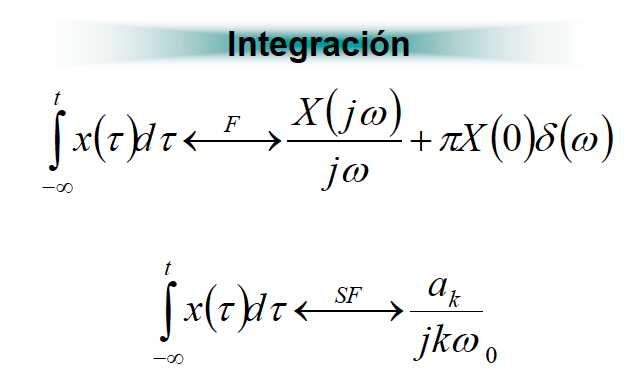 Integración
∫_{−∞}^{t} x(τ)dτ ←F→ X(jω)/jω + πX(0)δ(ω)
∫_{−∞}^{t} x(τ)dτ ←SF→ a_k/jkω_0